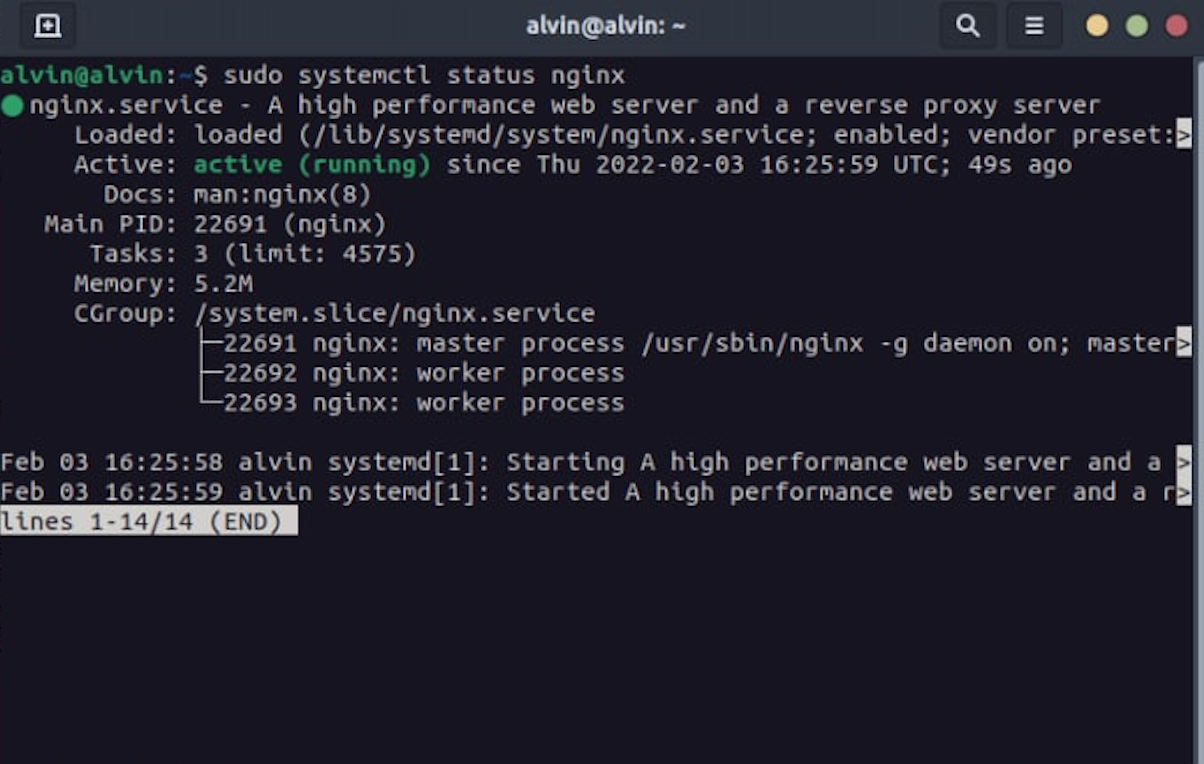 alvin@alvin: ~
alvin@alvin:~$ sudo systemctl status nginx
nginx.service - A high performance web server and a reverse proxy server
Loaded: loaded (/lib/systemd/system/nginx.service; enabled; vendor preset:>
Active: active (running) since Thu 2022-02-03 16:25:59 UTC; 49s ago
Docs: man:nginx(8)
Main PID: 22691 (nginx)
Tasks: 3 (limit: 4575)
Memory: 5.2M
CGroup: /system.slice/nginx.service
├─22691 nginx: master process /usr/sbin/nginx -g daemon on; master>
├─22692 nginx: worker process
└─22693 nginx: worker process
Feb 03 16:25:58 alvin systemd[1]: Starting A high performance web server and a >
Feb 03 16:25:59 alvin systemd[1]: Started A high performance web server and a r>
lines 1-14/14 (END)